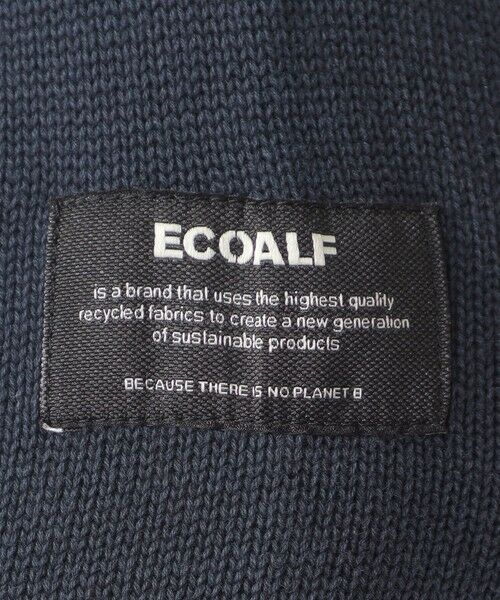 ECOALF
is a brand that uses the highest quality
recycled fabrics to create a new generation
of sustainable products
BECAUSE THERE IS NO PLANET B